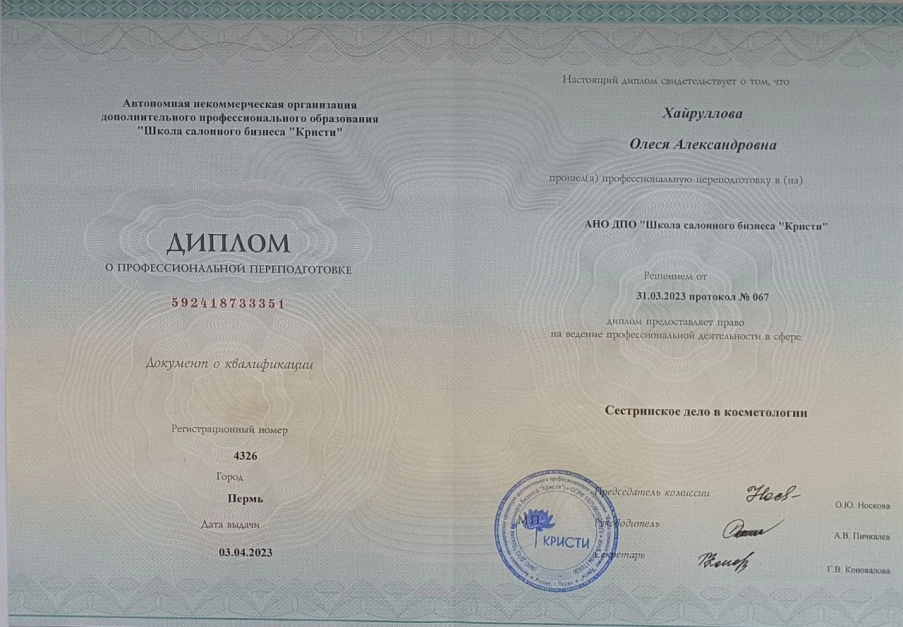 Автономная некоммерческая организация
дополнительного профессионального образования
"Школа салонного бизнеса "Кристи"
ДИПЛОМ
О ПРОФЕССИОНАЛЬНОЙ ПЕРЕПОДГОТОВКЕ
592418733351
Документ о квалификации
Регистрационный номер
4326
Город
Пермь
Дата выдачи
03.04.2023
Настоящий диплом свидетельствует о том, что
Хайруллова
Олеся Александровна
прошел(а) профессиональную переподготовку в (на)
АНО ДПО "Школа салонного бизнеса "Кристи"
Решением от
31.03.2023 протокол № 067
диплом предоставляет право
на ведение профессиональной деятельности в сфере
Сестринское дело в косметологии
Председатель комиссии
О.Ю. Носкова
М.П.
Руководитель
А.В. Пичкалев
КРИСТИ
Секретарь
Г.В. Коновалова